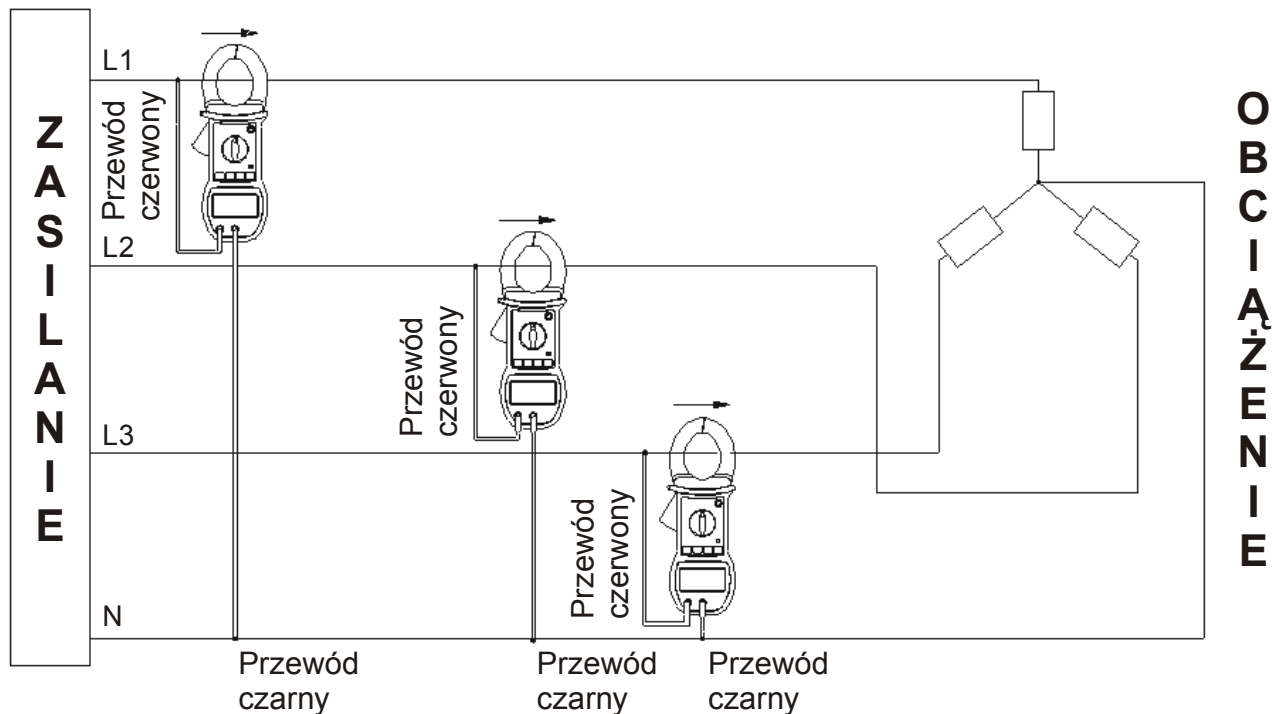 ZASILANIE
L1
Przewód
czerwony
L2
Przewód
czerwony
L3
Przewód
czerwony
N
Przewód
czarny
Przewód
czarny
Przewód
czarny
OBCIĄŻENIE